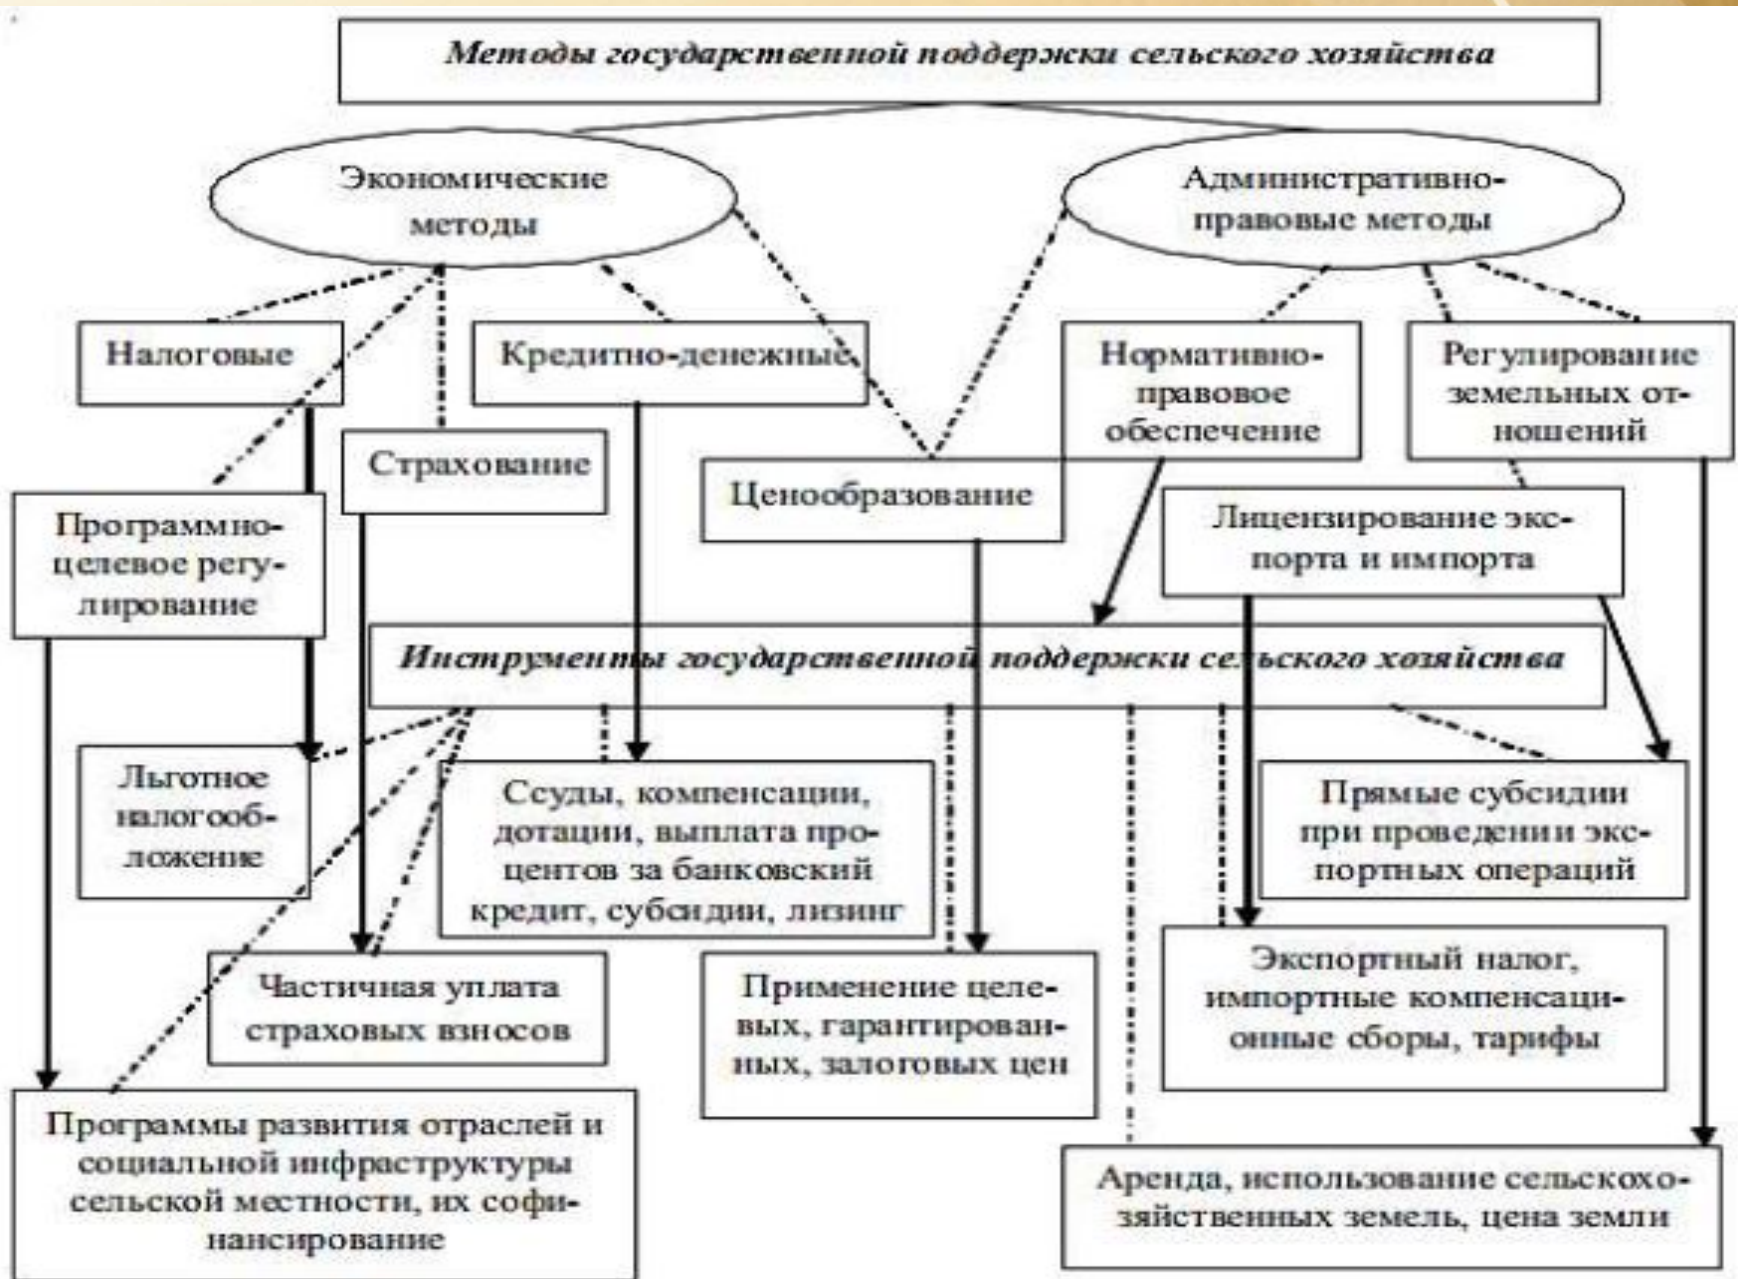 Методы государственной поддержки сельского хозяйства
Экономические
методы
Административно-
правовые методы
Налоговые
Кредитно-денежные
Нормативно-
правовое
обеспечение
Регулирование
земельных от-
ношений
Страхование
Ценообразование
Программно-
целевое регу-
лирование
Лицензирование экс-
порта и импорта
Инструменты государственной поддержки сельского хозяйства
Льготное
налогооб-
ложение
Ссуды, компенсации,
дотации, выплата про-
центов за банковский
кредит, субсидии, лизинг
Прямые субсидии
при проведении экс-
портных операций
Частичная уплата
страховых взносов
Применение целе-
вых, гарантирован-
ных, залоговых цен
Экспортный налог,
импортные компенсаци-
онные сборы, тарифы
Программы развития отраслей и
социальной инфраструктуры
сельской местности, их софи-
нансирование
Аренда, использование сельскохо-
зяйственных земель, цена земли